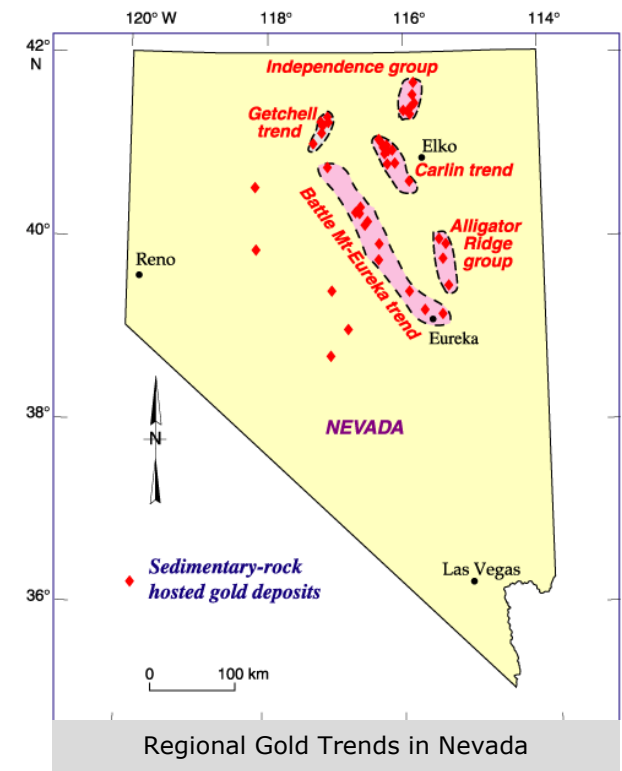 120° W
118°
116°
114°
42°
N
Independence group
Getchell
trend
Elko
Carlin trend
Battle Mt-Eureka trend
40°
Alligator
Ridge
group
Reno
Eureka
38°
N
NEVADA
Sedimentary-rock
hosted gold deposits
Las Vegas
36°
0
100 km
Regional Gold Trends in Nevada